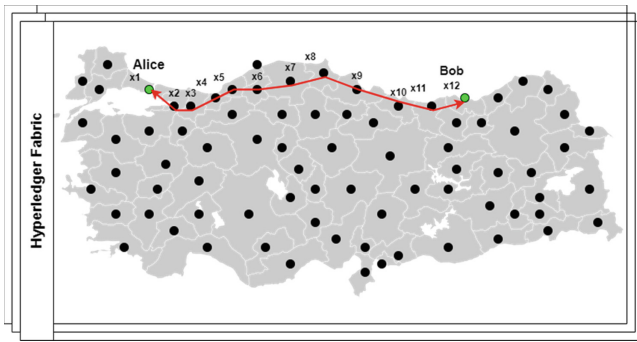 Hyperledger Fabric
Alice
Bob
x1
x2
x3
x4
x5
x6
x7
x8
x9
x10
x11
x12